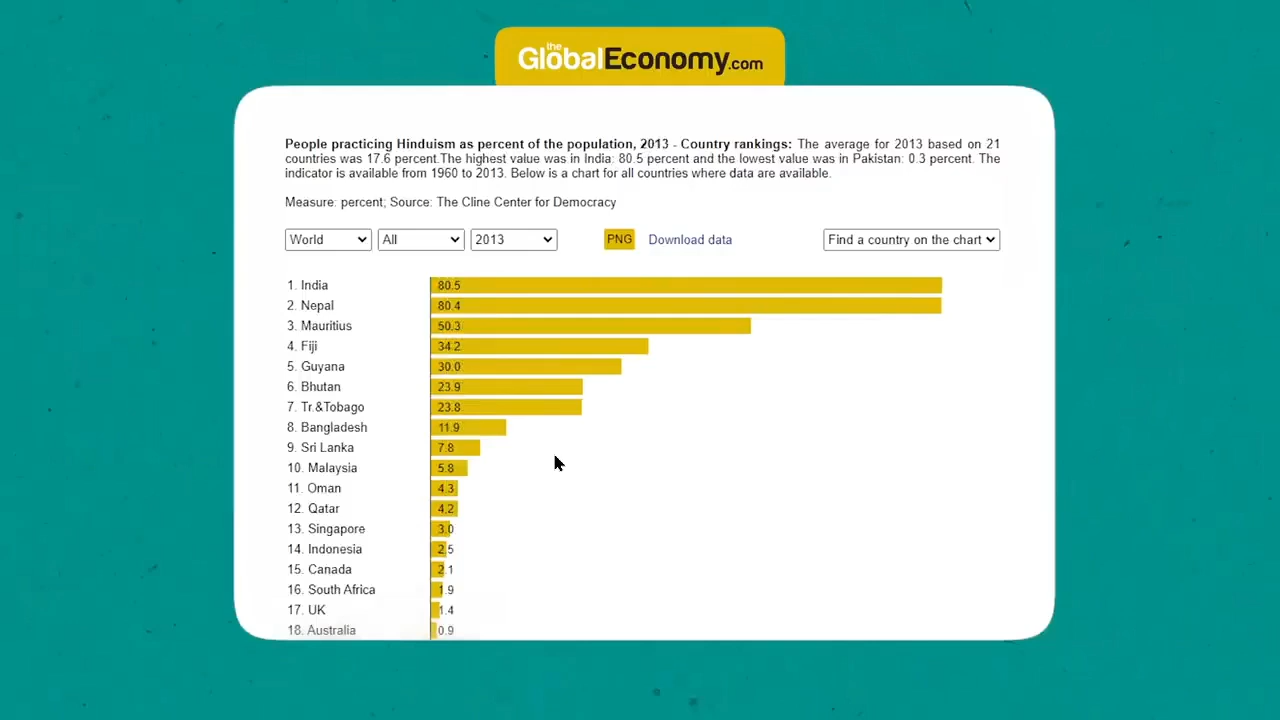 theGlobalEconomy.com
People practicing Hinduism as percent of the population, 2013 - Country rankings: The average for 2013 based on 21
countries was 17.6 percent.The highest value was in India: 80.5 percent and the lowest value was in Pakistan: 0.3 percent. The
indicator is available from 1960 to 2013. Below is a chart for all countries where data are available.
Measure: percent; Source: The Cline Center for Democracy
World All 2013 PNG Download data Find a country on the chart
1. India 80.5
2. Nepal 80.4
3. Mauritius 50.3
4. Fiji 34.2
5. Guyana 30.0
6. Bhutan 23.9
7. Tr.&Tobago 23.8
8. Bangladesh 11.9
9. Sri Lanka 7.8
10. Malaysia 5.8
11. Oman 4.3
12. Qatar 4.2
13. Singapore 3.0
14. Indonesia 2.5
15. Canada 2.1
16. South Africa 1.9
17. UK 1.4
18. Australia 0.9